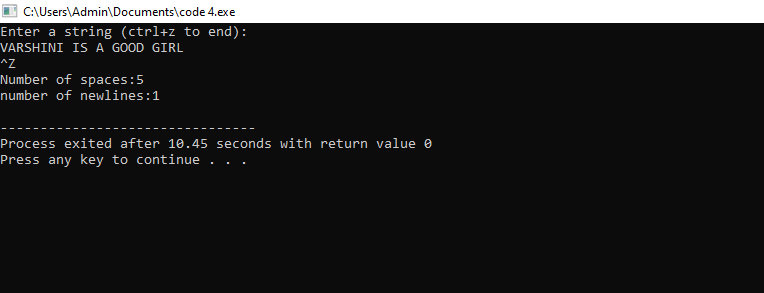 C:\Users\Admin\Documents\code 4.exe
Enter a string (ctrl+z to end):
VARSHINI IS A GOOD GIRL
^Z
Number of spaces:5
number of newlines:1
--------------------------------
Process exited after 10.45 seconds with return value 0
Press any key to continue . . .